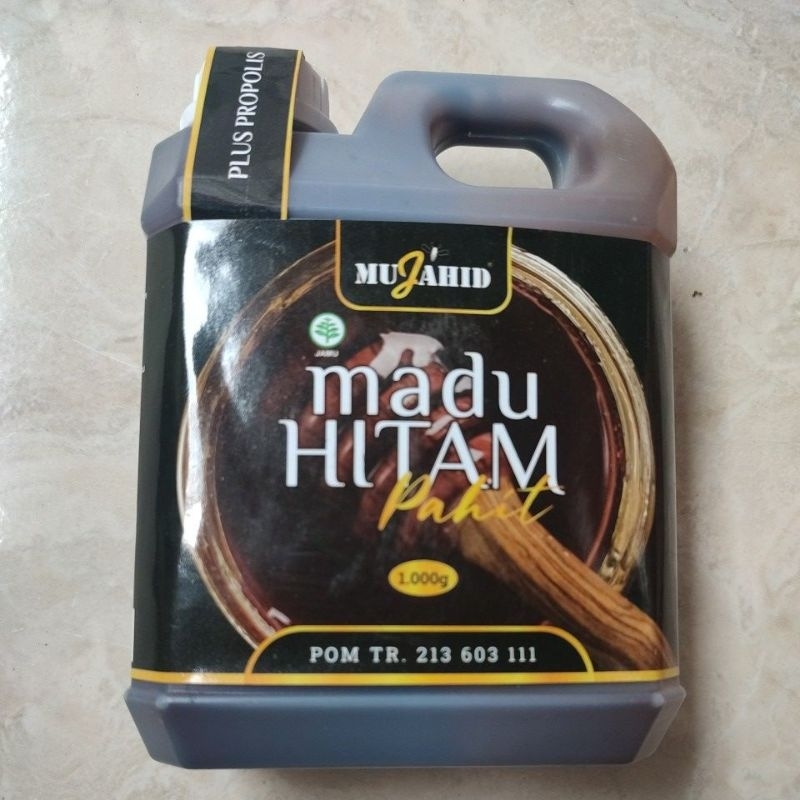 PLUS PROPOLIS
MUJAHID®
JAMU
madu
HITAM
Pahit
1.000g
POM TR. 213 603 111